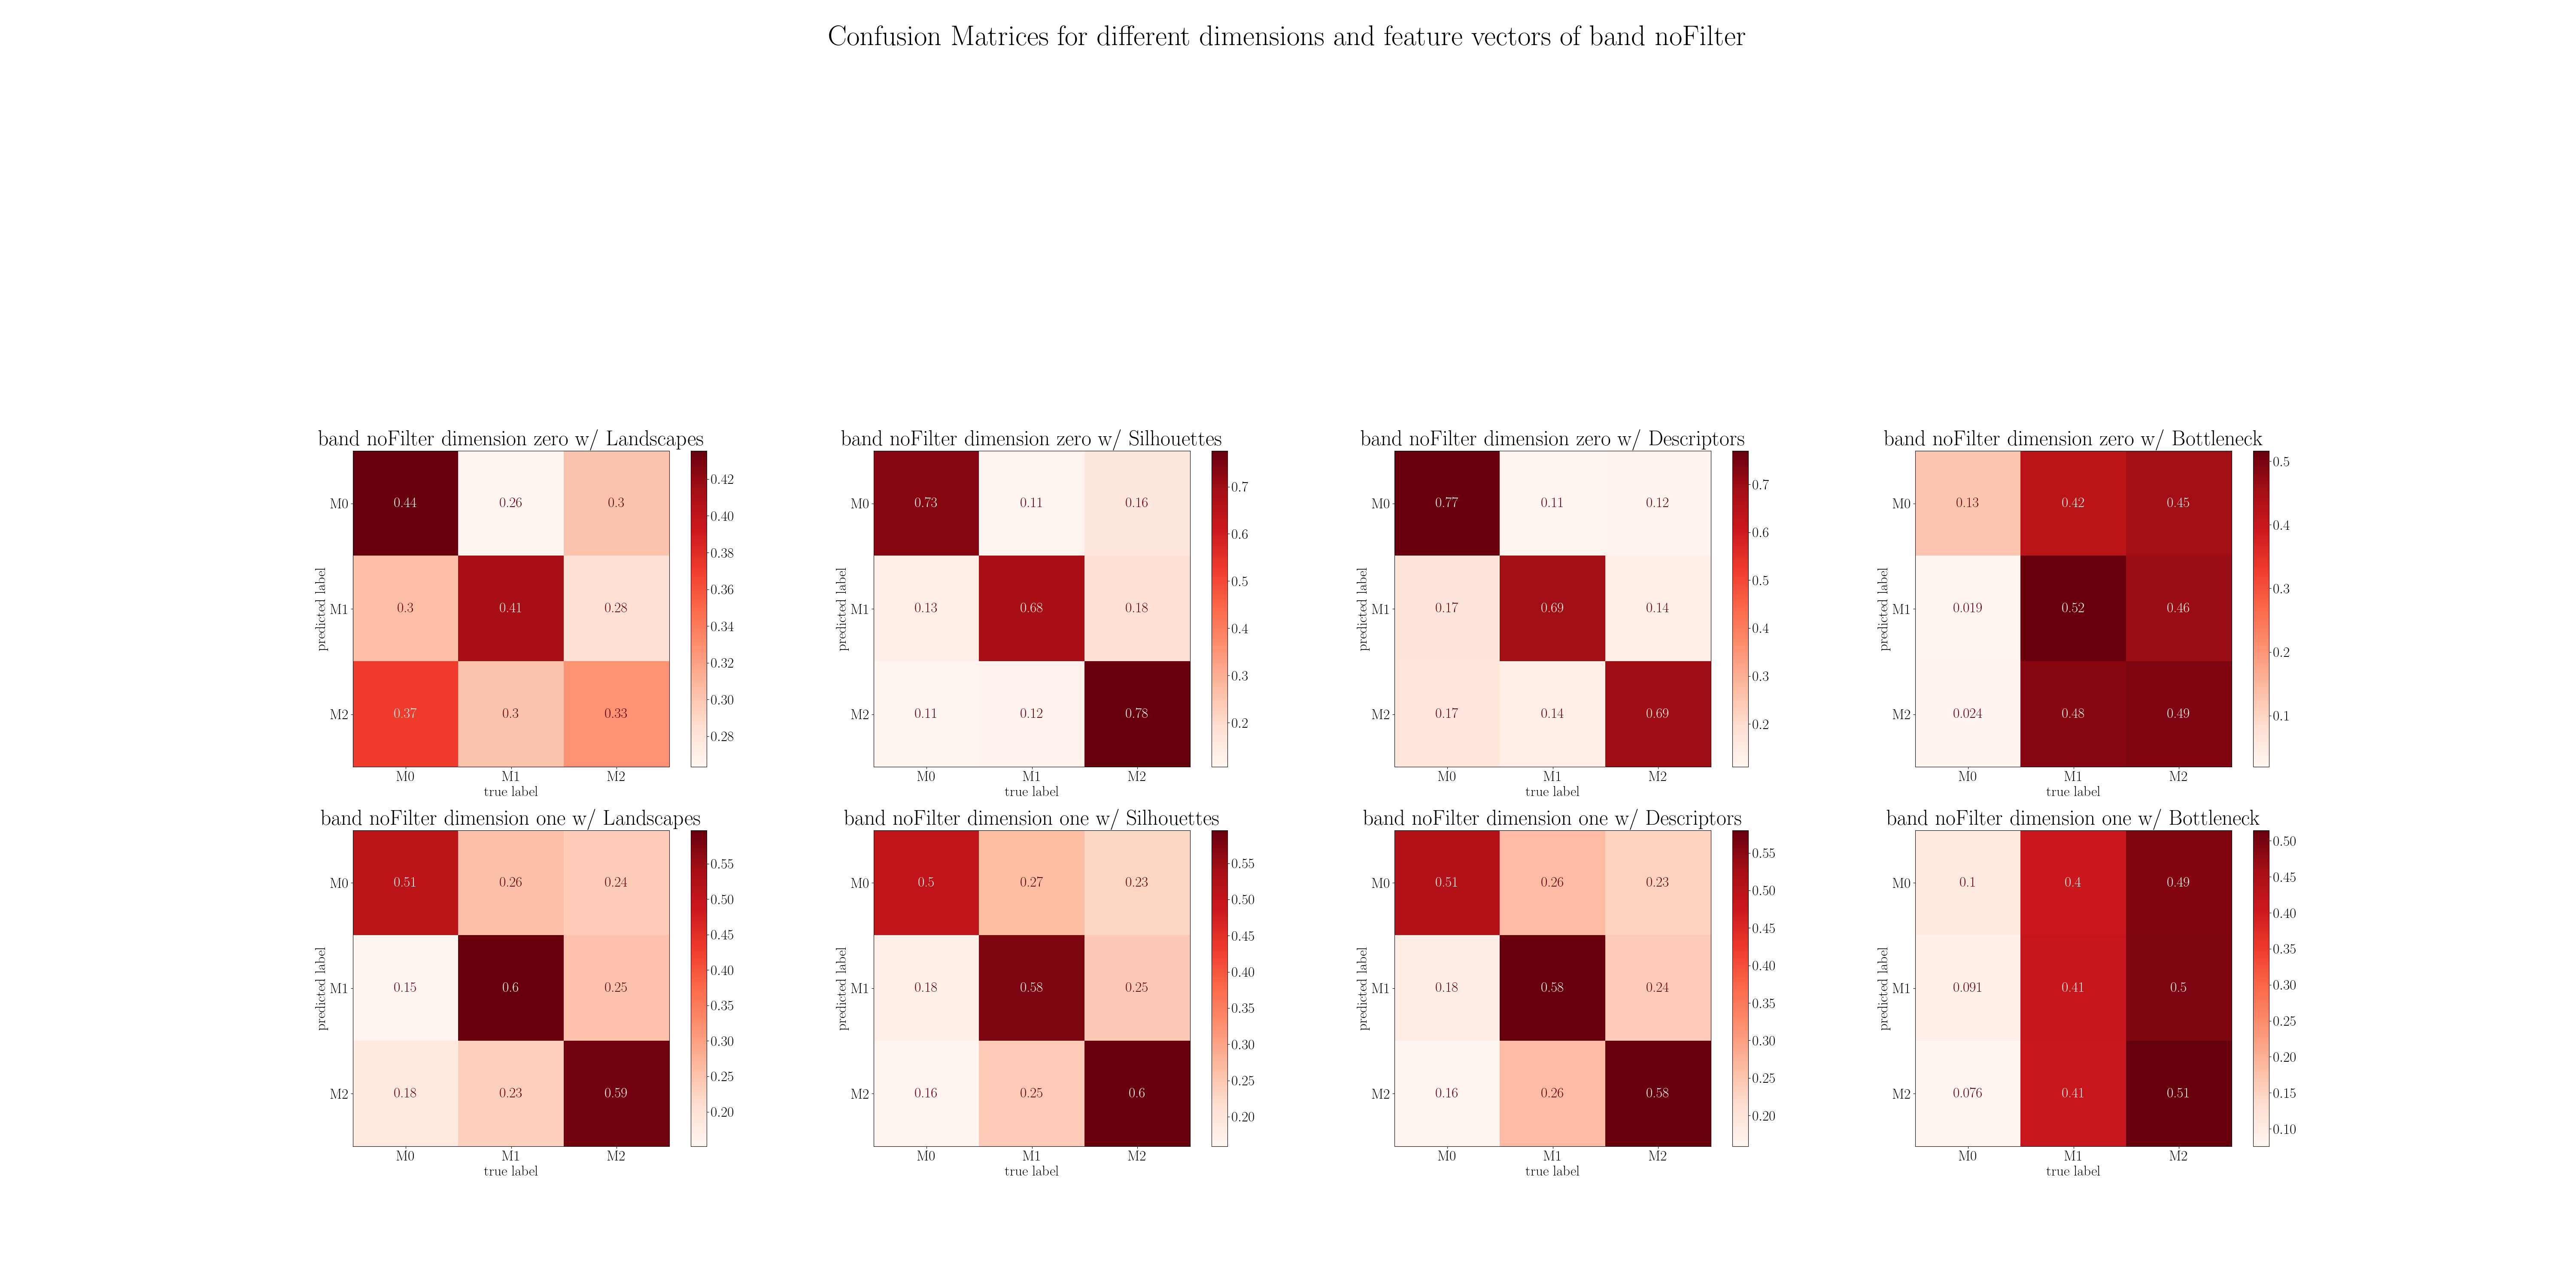 Confusion Matrices for different dimensions and feature vectors of band noFilter
band noFilter dimension zero w/ Landscapes
predicted label
M0
M1
M2
0.44 0.26 0.3
0.3 0.41 0.28
0.37 0.3 0.33
M0 M1 M2
true label
0.42
0.40
0.38
0.36
0.34
0.32
0.30
0.28
band noFilter dimension zero w/ Silhouettes
predicted label
M0
M1
M2
0.73 0.11 0.16
0.13 0.68 0.18
0.11 0.12 0.78
M0 M1 M2
true label
0.7
0.6
0.5
0.4
0.3
0.2
band noFilter dimension zero w/ Descriptors
predicted label
M0
M1
M2
0.77 0.11 0.12
0.17 0.69 0.14
0.17 0.14 0.69
M0 M1 M2
true label
0.7
0.6
0.5
0.4
0.3
0.2
band noFilter dimension zero w/ Bottleneck
predicted label
M0
M1
M2
0.13 0.42 0.45
0.019 0.52 0.46
0.024 0.48 0.49
M0 M1 M2
true label
0.5
0.4
0.3
0.2
0.1
band noFilter dimension one w/ Landscapes
predicted label
M0
M1
M2
0.51 0.26 0.24
0.15 0.6 0.25
0.18 0.23 0.59
M0 M1 M2
true label
0.55
0.50
0.45
0.40
0.35
0.30
0.25
0.20
band noFilter dimension one w/ Silhouettes
predicted label
M0
M1
M2
0.5 0.27 0.23
0.18 0.58 0.25
0.16 0.25 0.6
M0 M1 M2
true label
0.55
0.50
0.45
0.40
0.35
0.30
0.25
0.20
band noFilter dimension one w/ Descriptors
predicted label
M0
M1
M2
0.51 0.26 0.23
0.18 0.58 0.24
0.16 0.26 0.58
M0 M1 M2
true label
0.55
0.50
0.45
0.40
0.35
0.30
0.25
0.20
band noFilter dimension one w/ Bottleneck
predicted label
M0
M1
M2
0.1 0.4 0.49
0.091 0.41 0.5
0.076 0.41 0.51
M0 M1 M2
true label
0.50
0.45
0.40
0.35
0.30
0.25
0.20
0.15
0.10